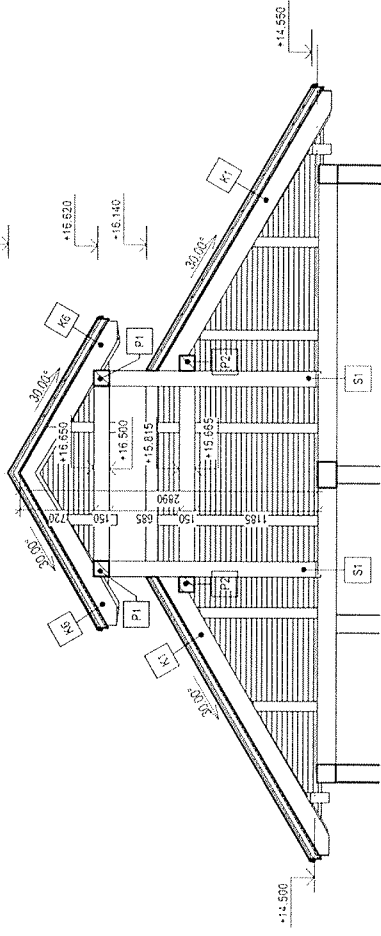 +14.550
+16.620
+16.140
K6
30.00°
P1
K1
30.00°
P2
+16.650
+16.500
+15.815
+15.665
S1
2890
720
150
685
150
1185
30.00°
K6
P1
P2
S1
K1
30.00°
+14.500